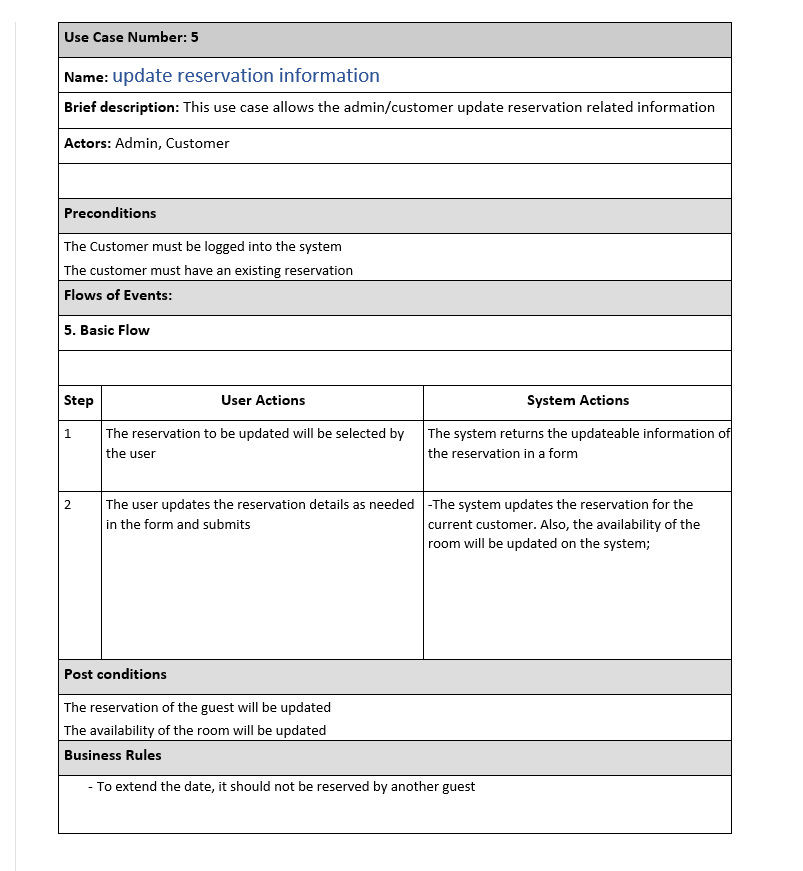 Use Case Number: 5
Name: update reservation information
Brief description: This use case allows the admin/customer update reservation related information
Actors: Admin, Customer
Preconditions
The Customer must be logged into the system
The customer must have an existing reservation
Flows of Events:
5. Basic Flow
Step User Actions System Actions
1
The reservation to be updated will be selected by
the user
The system returns the updateable information of
the reservation in a form
2
The user updates the reservation details as needed
in the form and submits
-The system updates the reservation for the
current customer. Also, the availability of the
room will be updated on the system;
Post conditions
The reservation of the guest will be updated
The availability of the room will be updated
Business Rules
- To extend the date, it should not be reserved by another guest